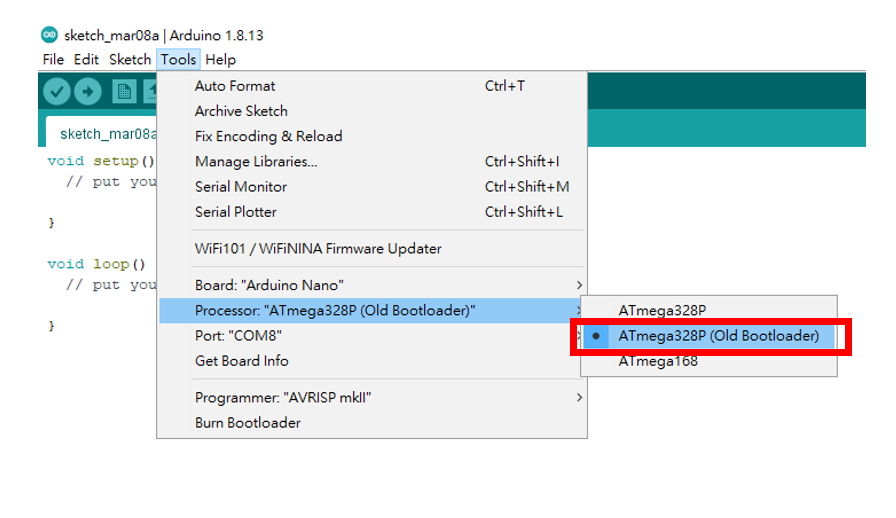 sketch_mar08a | Arduino 1.8.13
File Edit Sketch Tools Help
sketch_mar08a
void setup()
// put you
}
void loop()
// put you
}
Auto Format Ctrl+T
Archive Sketch
Fix Encoding & Reload
Manage Libraries... Ctrl+Shift+I
Serial Monitor Ctrl+Shift+M
Serial Plotter Ctrl+Shift+L
WiFi101 / WiFiNINA Firmware Updater
Board: "Arduino Nano"
Processor: "ATmega328P (Old Bootloader)"
Port: "COM8"
Get Board Info
Programmer: "AVRISP mkII"
Burn Bootloader
ATmega328P
ATmega328P (Old Bootloader)
ATmega168